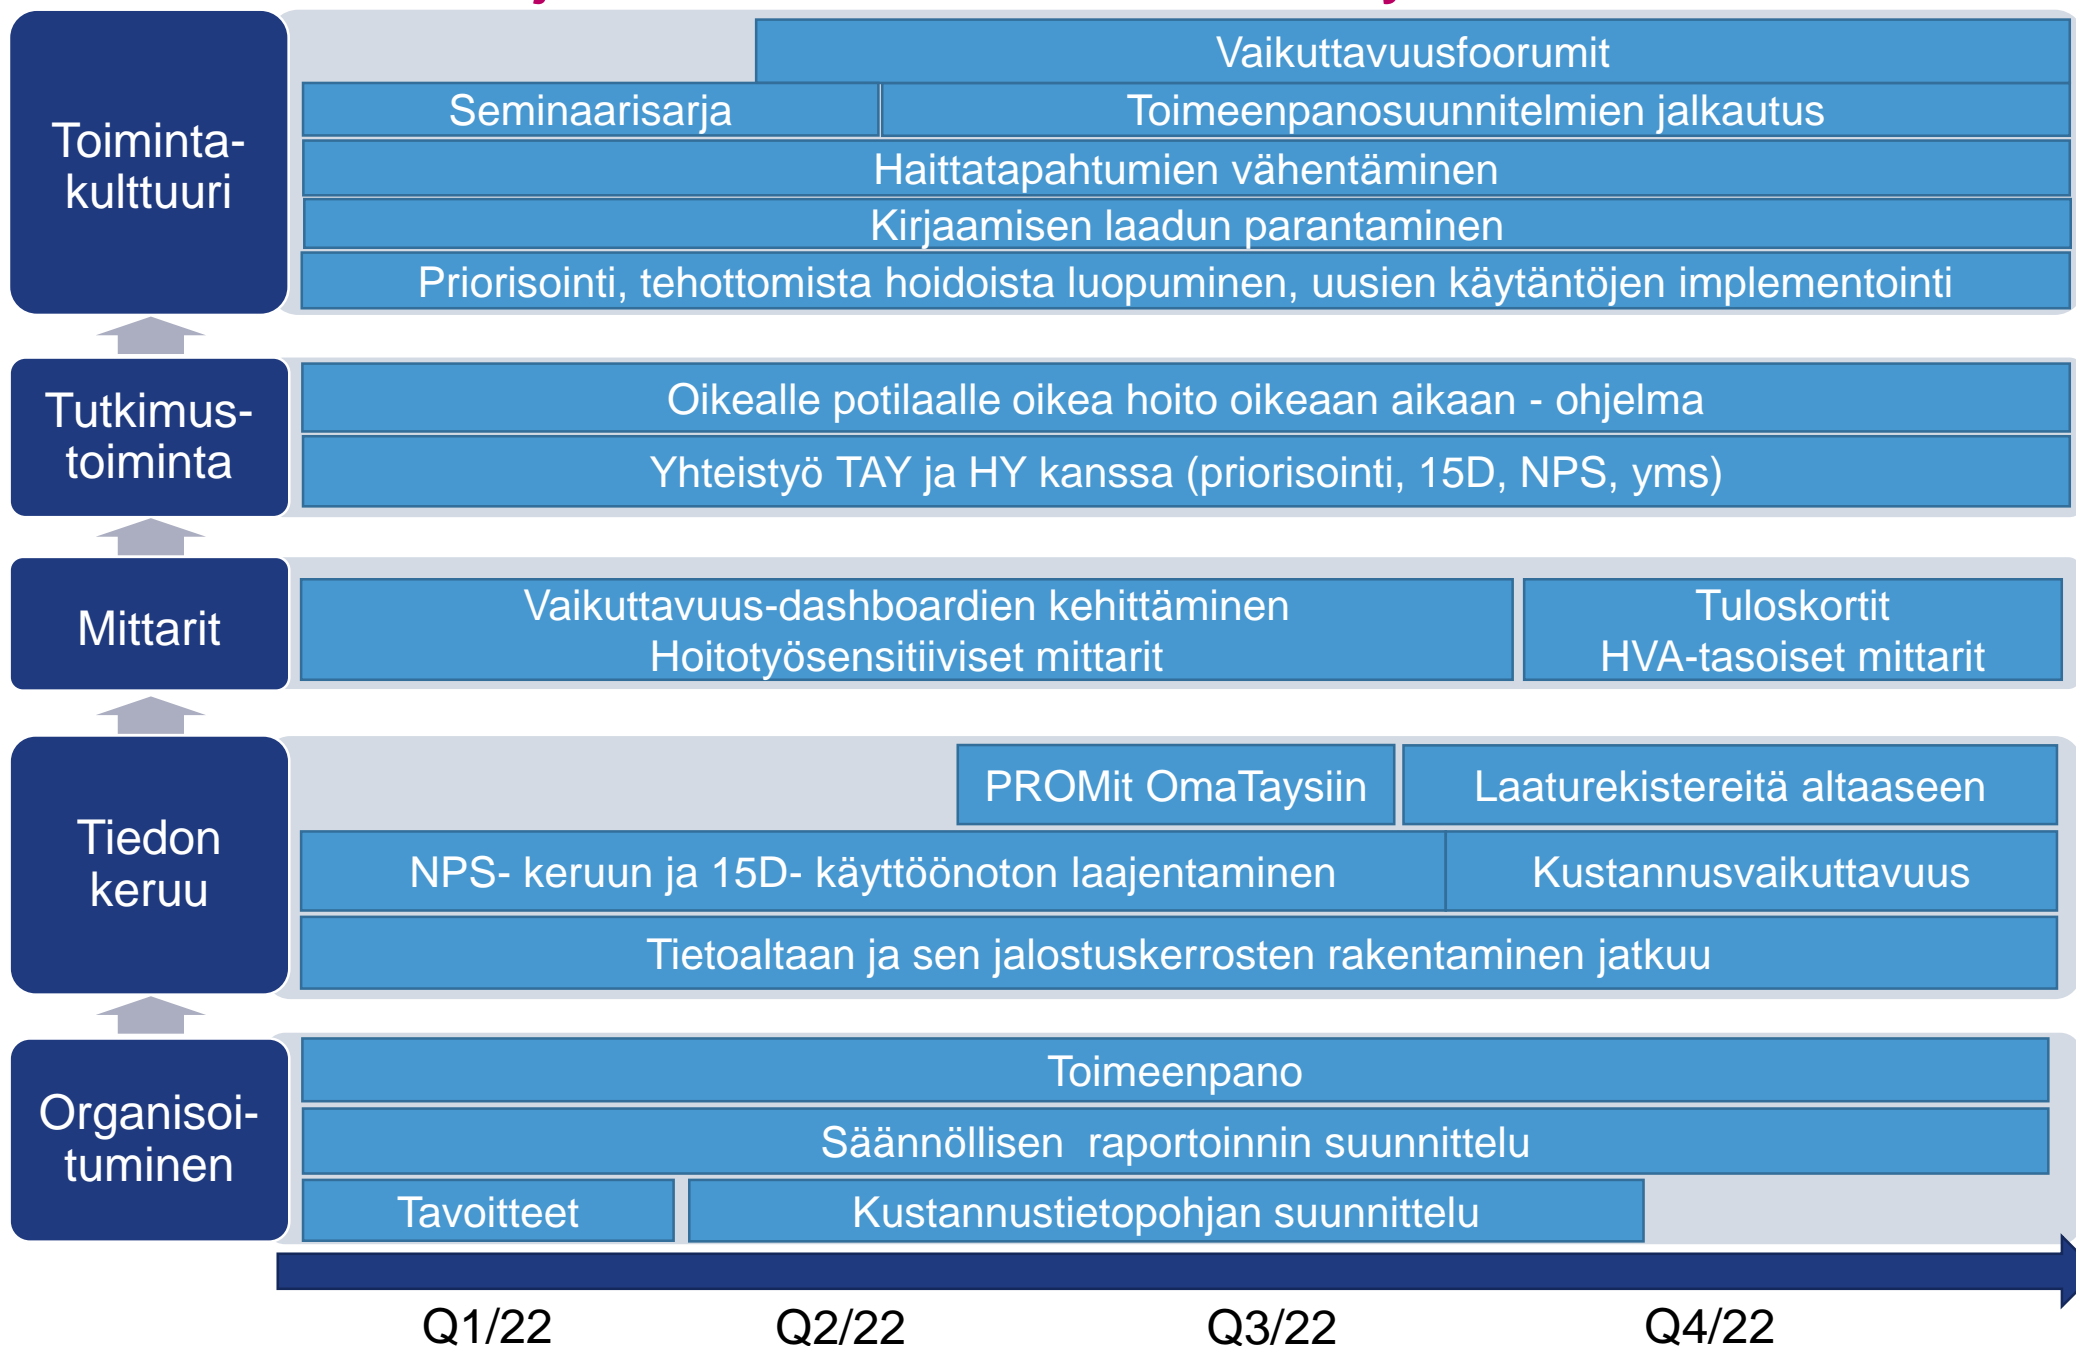 Toiminta-
kulttuuri
Vaikuttavuusfoorumit
Seminaarisarja
Toimeenpanosuunnitelmien jalkautus
Haittatapahtumien vähentäminen
Kirjaamisen laadun parantaminen
Priorisointi, tehottomista hoidoista luopuminen, uusien käytäntöjen implementointi
Tutkimus-
toiminta
Oikealle potilaalle oikea hoito oikeaan aikaan - ohjelma
Yhteistyö TAY ja HY kanssa (priorisointi, 15D, NPS, yms)
Mittarit
Vaikuttavuus-dashboardien kehittäminen
Hoitotyösensitiiviset mittarit
Tuloskortit
HVA-tasoiset mittarit
Tiedon
keruu
PROMit OmaTaysiin
Laaturekistereitä altaaseen
NPS- keruun ja 15D- käyttöönoton laajentaminen
Kustannusvaikuttavuus
Tietoaltaan ja sen jalostuskerrosten rakentaminen jatkuu
Organisoi-
tuminen
Toimeenpano
Säännöllisen  raportoinnin suunnittelu
Tavoitteet
Kustannustietopohjan suunnittelu
Q1/22
Q2/22
Q3/22
Q4/22